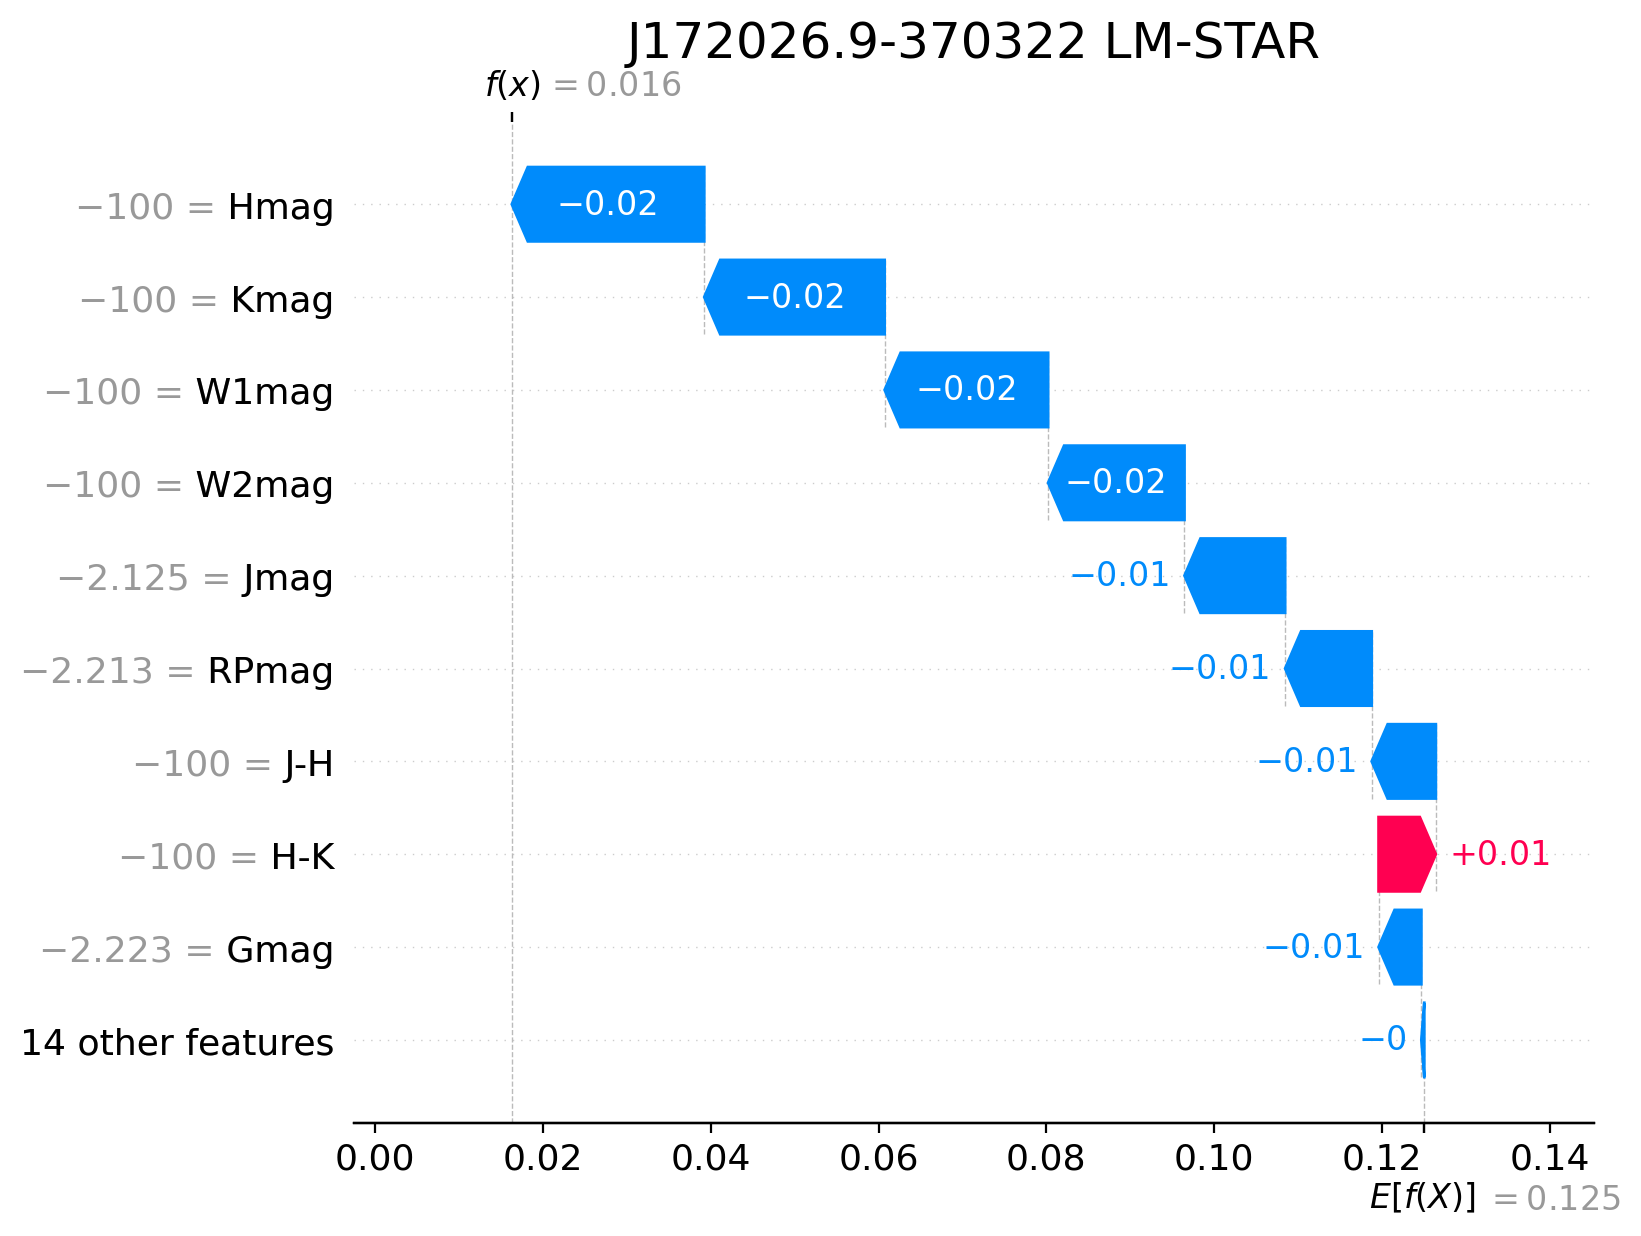 J172026.9-370322 LM-STAR
f(x) = 0.016
−100 = Hmag
−0.02
−100 = Kmag
−0.02
−100 = W1mag
−0.02
−100 = W2mag
−0.02
−2.125 = Jmag
−0.01
−2.213 = RPmag
−0.01
−100 = J-H
−0.01
−100 = H-K
+0.01
−2.223 = Gmag
−0.01
14 other features
−0
0.00 0.02 0.04 0.06 0.08 0.10 0.12 0.14
E[f(X)] = 0.125